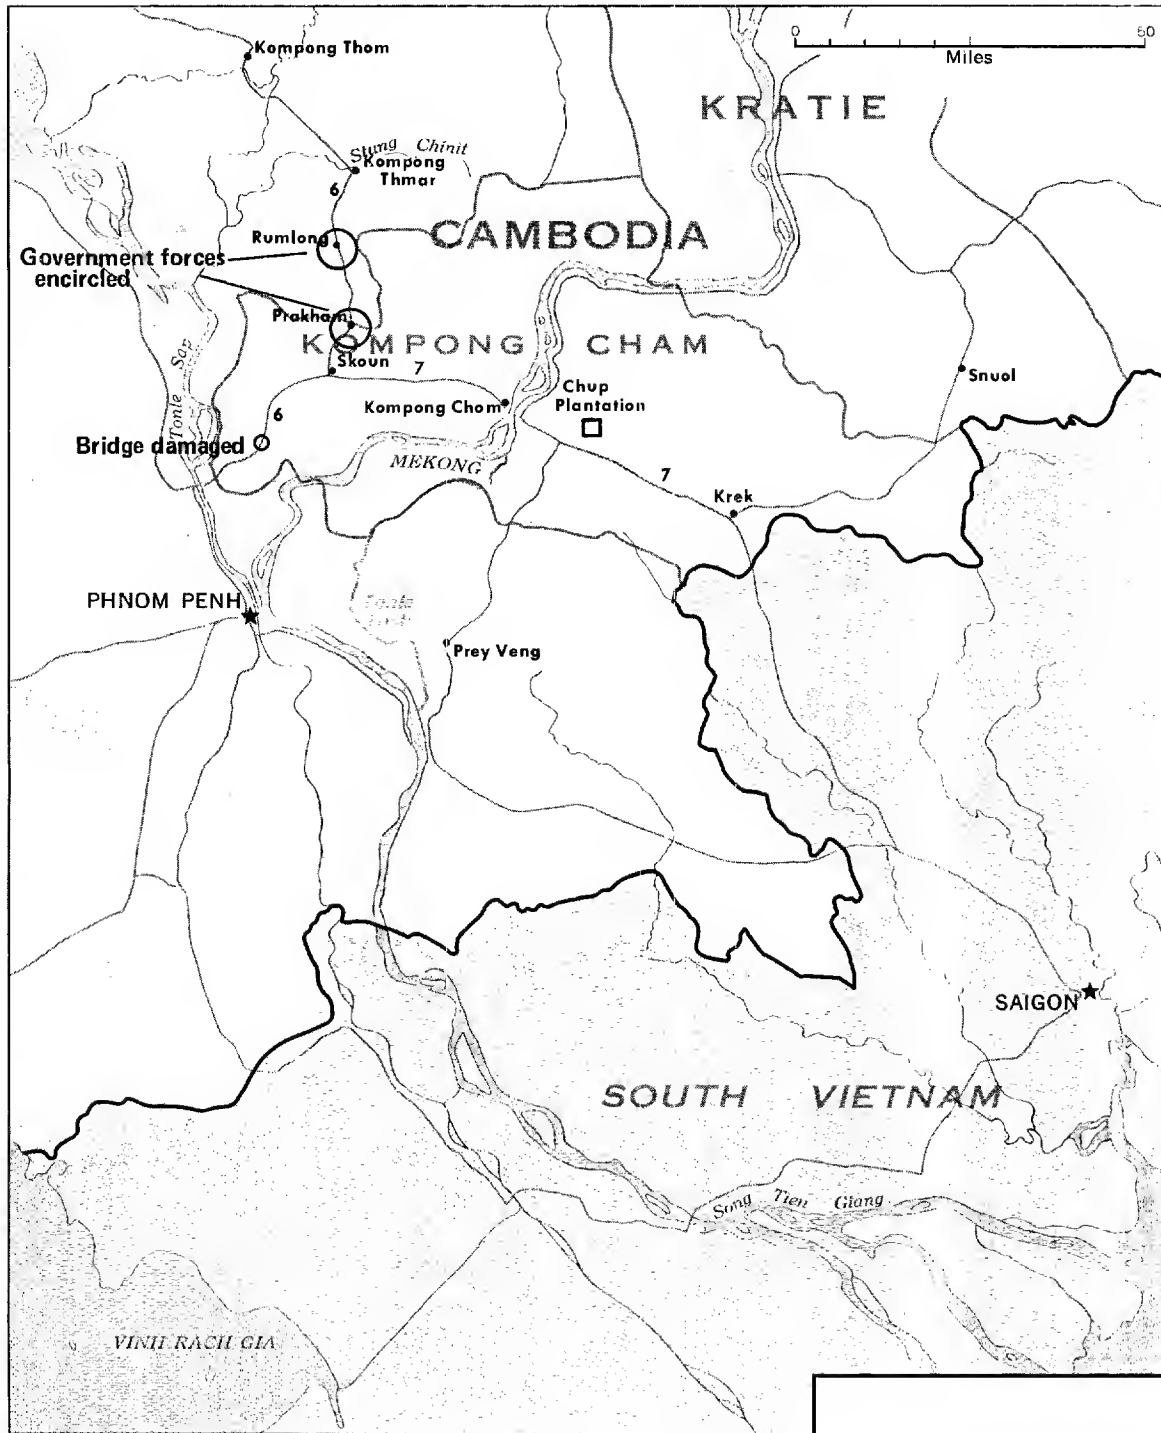 Kompong Thom
0 50
Miles
KRATIE
Stung Chinit
Kompong
Thmar
6
CAMBODIA
Rumlong
Government forces
encircled
Prakham
KOMPONG CHAM
Skoun
7
Snuol
Chup
Plantation
Tonle Sap
6
Kompong Chom
Bridge damaged
MEKONG
7
Krek
PHNOM PENH
Tonle
Prey Veng
SAIGON
SOUTH VIETNAM
Song Tien Giang
VINH RACH GIA